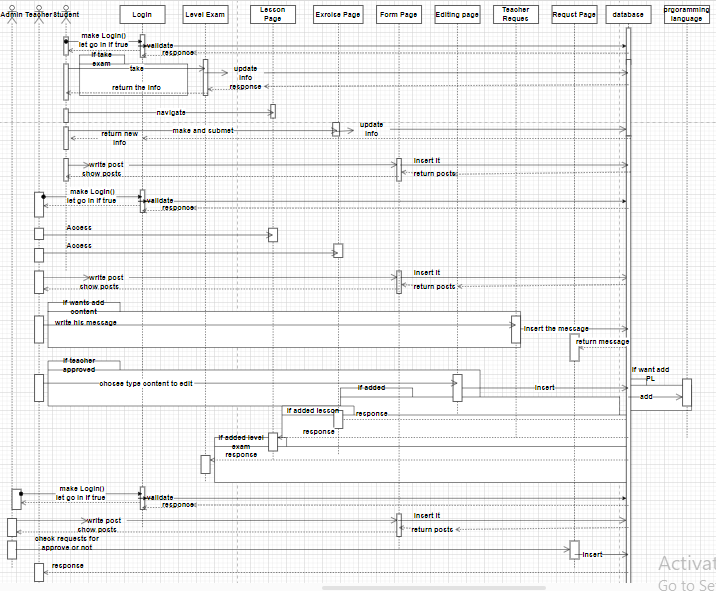 Admin Teacher Student
Login
Level Exam
Lesson
Page
Exroise Page
Form Page
Editing page
Teacher
Reques
Requst Page
database
prgoramming
language
make Login()
let go in if true
validate
response
if take
exam
take
update
info
return the info
response
navigate
make and submet
update
info
return new
info
write post
show posts
insert it
return posts
make Login()
let go in if true
validate
responce
Access
Access
write post
show posts
insert it
return posts
if wants add
content
write his message
insert the message
return message
if teacher
approved
choses type content to edit
if added
insert
if want add
PL
add
if added lesson
response
response
if added level
exam
response
make Login()
let go in if true
validate
response
write post
show posts
insert it
return posts
check requests for
approve or not
insert
response
Activat
Go to Se